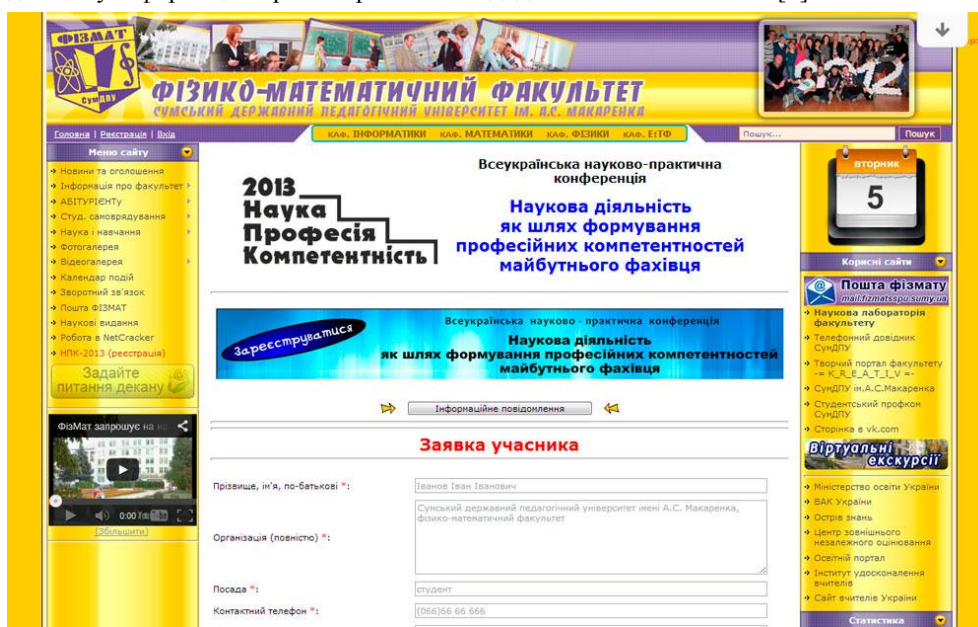 ФІЗМАТ
СумДПУ
ФІЗИКО-МАТЕМАТИЧНИЙ ФАКУЛЬТЕТ
СУМСЬКИЙ ДЕРЖАВНИЙ ПЕДАГОГІЧНИЙ УНІВЕРСИТЕТ ІМ. А.С. МАКАРЕНКА
Головна | Реєстрація | Вхід
каф. ІНФОРМАТИКИ каф. МАТЕМАТИКИ каф. ФІЗИКИ каф. ЕіТФ
Пошук...
Пошук
Меню сайту
Новини та оголошення
Інформація про факультет
АБІТУРІЄНТу
Студ. самоврядування
Наука і навчання
Фотогалерея
Відеогалерея
Календар подій
Зворотний зв'язок
Пошта ФІЗМАТ
Наукові видання
Робота в NetCracker
НПК-2013 (реєстрація)
Задайте
питання декану
ФізМат запрошує на
0:00
(Збільшити)
2013
Наука
Професія
Компетентність
Всеукраїнська науково-практична
конференція
Наукова діяльність
як шлях формування
професійних компетентностей
майбутнього фахівця
Зареєструватися
Всеукраїнська науково - практична конференція
Наукова діяльність
як шлях формування професійних компетентностей
майбутнього фахівця
Інформаційне повідомлення
Заявка учасника
Прізвище, ім'я, по-батькові *:
Іванов Іван Іванович
Організація (повністю) *:
Сумський державний педагогічний університет імені А.С. Макаренка,
фізико-математичний факультет
Посада *:
студент
Контактний телефон *:
(066)66 66 666
вторник
5
Корисні сайти
Пошта фізмату
mail.fizmatsspu.sumy.ua
Наукова лабораторія
факультету
Телефонний довідник
СумДПУ
Творчий портал факультету
-= K_R_E_A_T_I_V =-
СумДПУ ім.А.С.Макаренка
Студентський профком
СумДПУ
Сторінка в vk.com
Віртуальні
екскурсії
Міністерство освіти України
ВАК України
Острів знань
Центр зовнішнього
незалежного оцінювання
Освітній портал
Інститут удосконалення
вчителів
Сайт вчителів України
Статистика